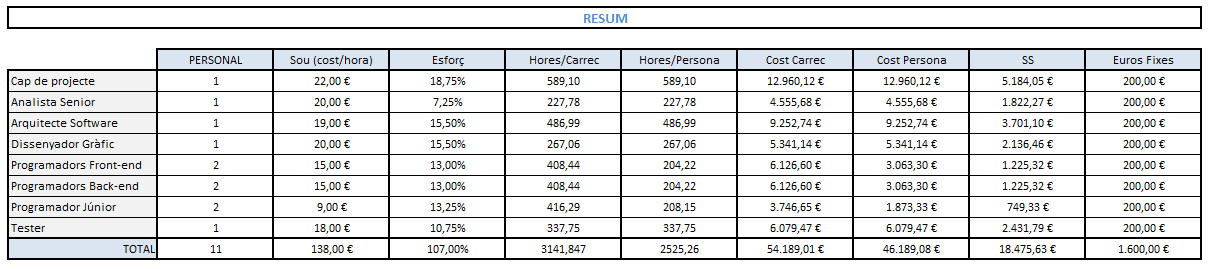 RESUM
PERSONAL Sou (cost/hora) Esforç Hores/Carrec Hores/Persona Cost Carrec Cost Persona SS Euros Fixes
Cap de projecte 1 22,00 € 18,75% 589,10 589,10 12.960,12 € 12.960,12 € 5.184,05 € 200,00 €
Analista Senior 1 20,00 € 7,25% 227,78 227,78 4.555,68 € 4.555,68 € 1.822,27 € 200,00 €
Arquitecte Software 1 19,00 € 15,50% 486,99 486,99 9.252,74 € 9.252,74 € 3.701,10 € 200,00 €
Dissenyador Gràfic 1 20,00 € 15,50% 267,06 267,06 5.341,14 € 5.341,14 € 2.136,46 € 200,00 €
Programadors Front-end 2 15,00 € 13,00% 408,44 204,22 6.126,60 € 3.063,30 € 1.225,32 € 200,00 €
Programadors Back-end 2 15,00 € 13,00% 408,44 204,22 6.126,60 € 3.063,30 € 1.225,32 € 200,00 €
Programador Júnior 2 9,00 € 13,25% 416,29 208,15 3.746,65 € 1.873,33 € 749,33 € 200,00 €
Tester 1 18,00 € 10,75% 337,75 337,75 6.079,47 € 6.079,47 € 2.431,79 € 200,00 €
TOTAL 11 138,00 € 107,00% 3141,847 2525,26 54.189,01 € 46.189,08 € 18.475,63 € 1.600,00 €